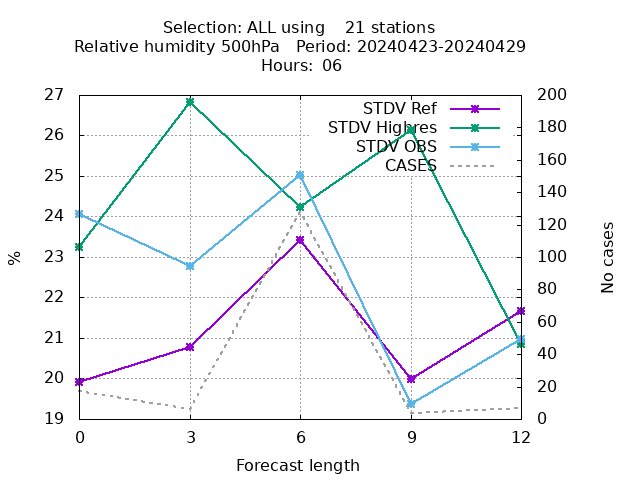 Selection: ALL using    21 stations
Relative humidity 500hPa   Period: 20240423-20240429
Hours: 06
STDV Ref
STDV Highres
STDV OBS
CASES
27
26
25
24
23
22
21
20
19
200
180
160
140
120
100
80
60
40
20
0
%
No cases
0 3 6 9 12
Forecast length